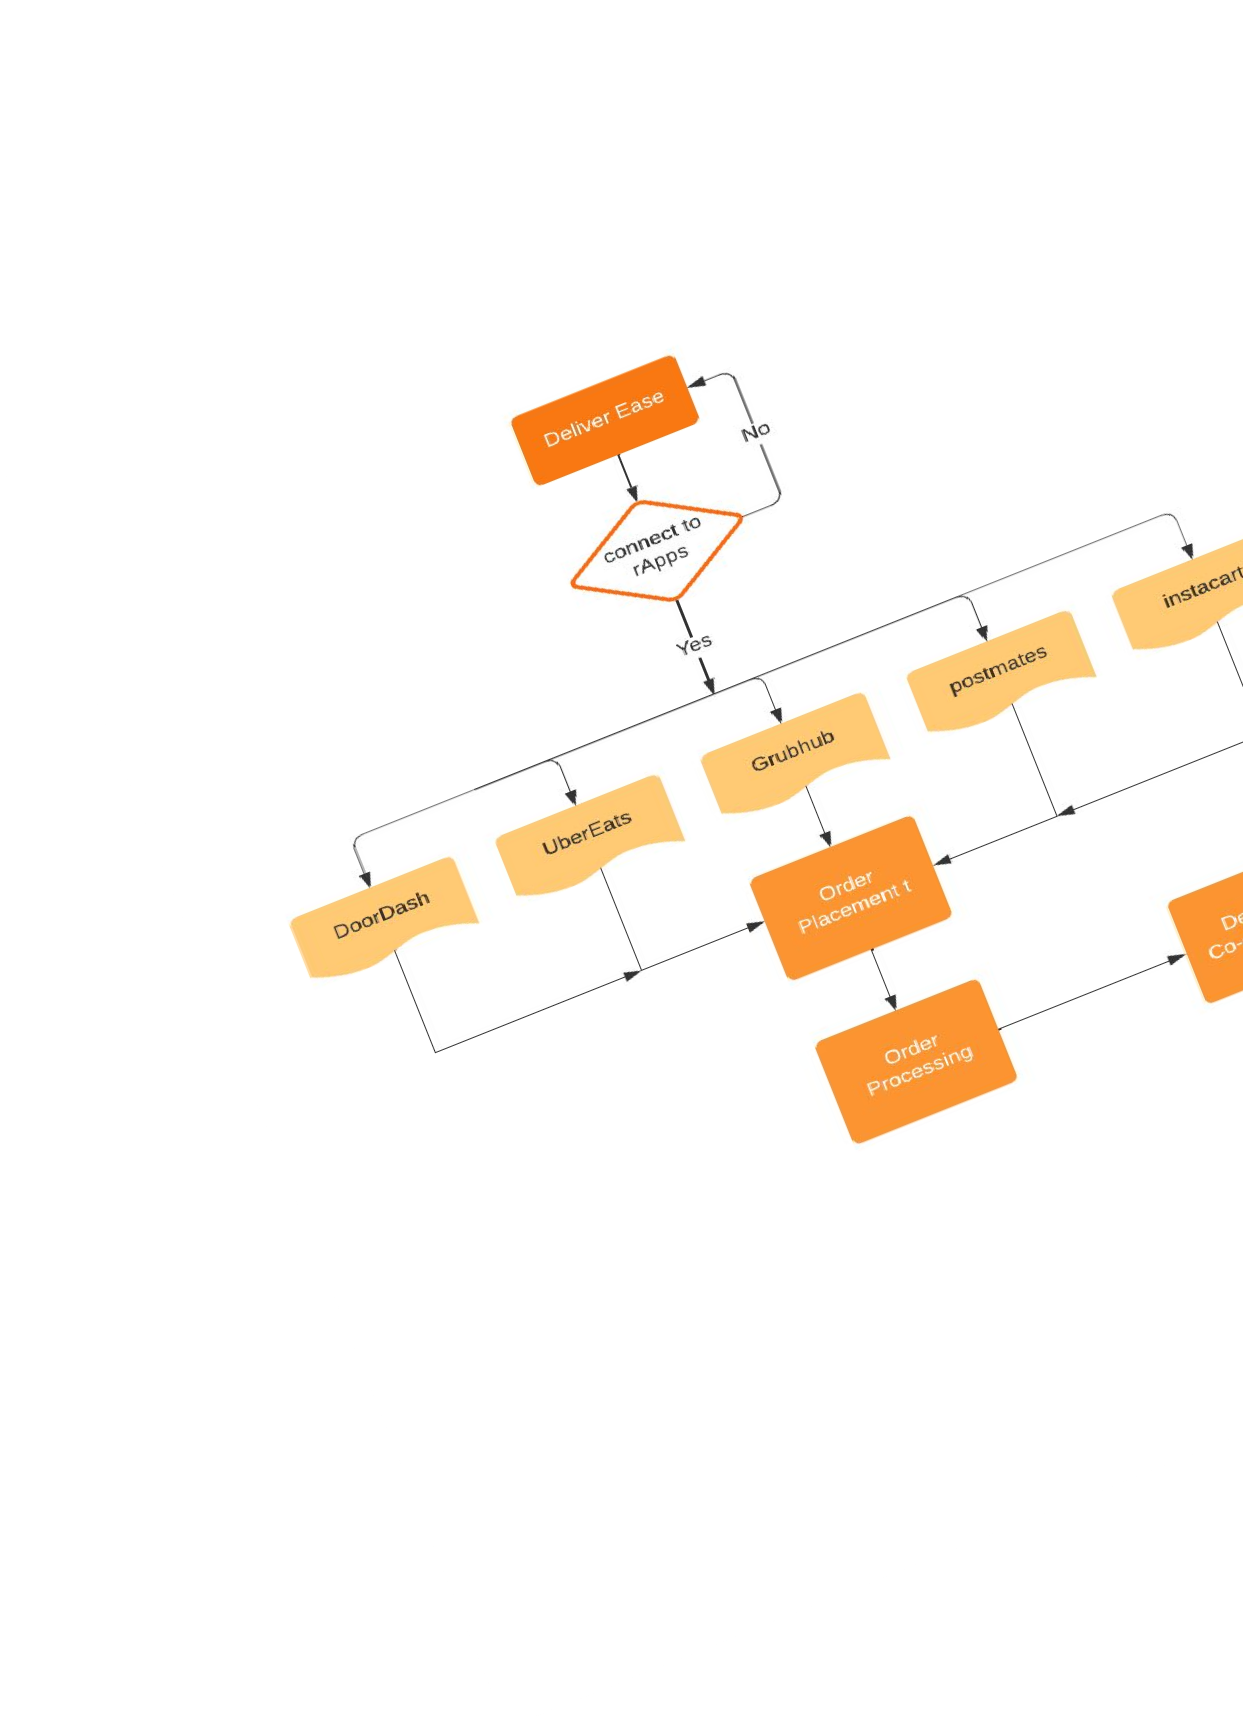 Deliver Ease
No
connect to
rApps
Yes
instacart
postmates
Grubhub
UberEats
DoorDash
Order
Placement t
Order
Processing